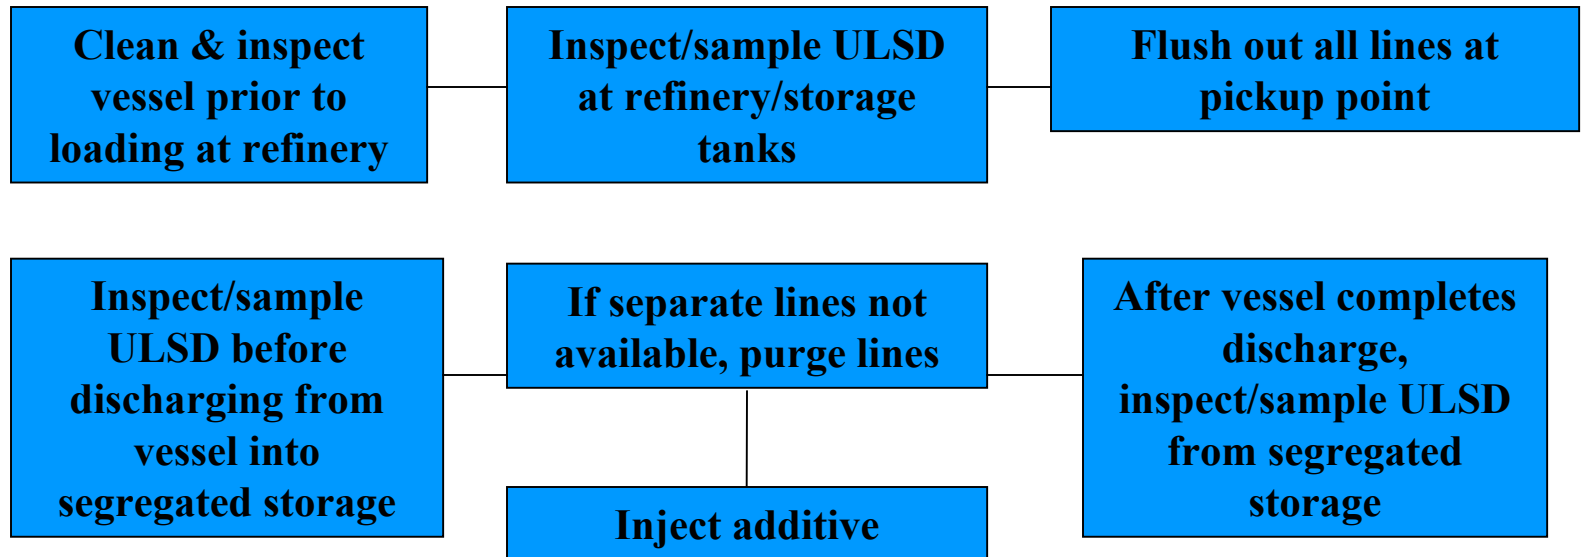 Clean & inspect
vessel prior to
loading at refinery
Inspect/sample ULSD
at refinery/storage
tanks
Flush out all lines at
pickup point
Inspect/sample
ULSD before
discharging from
vessel into
segregated storage
If separate lines not
available, purge lines
Inject additive
After vessel completes
discharge,
inspect/sample ULSD
from segregated
storage